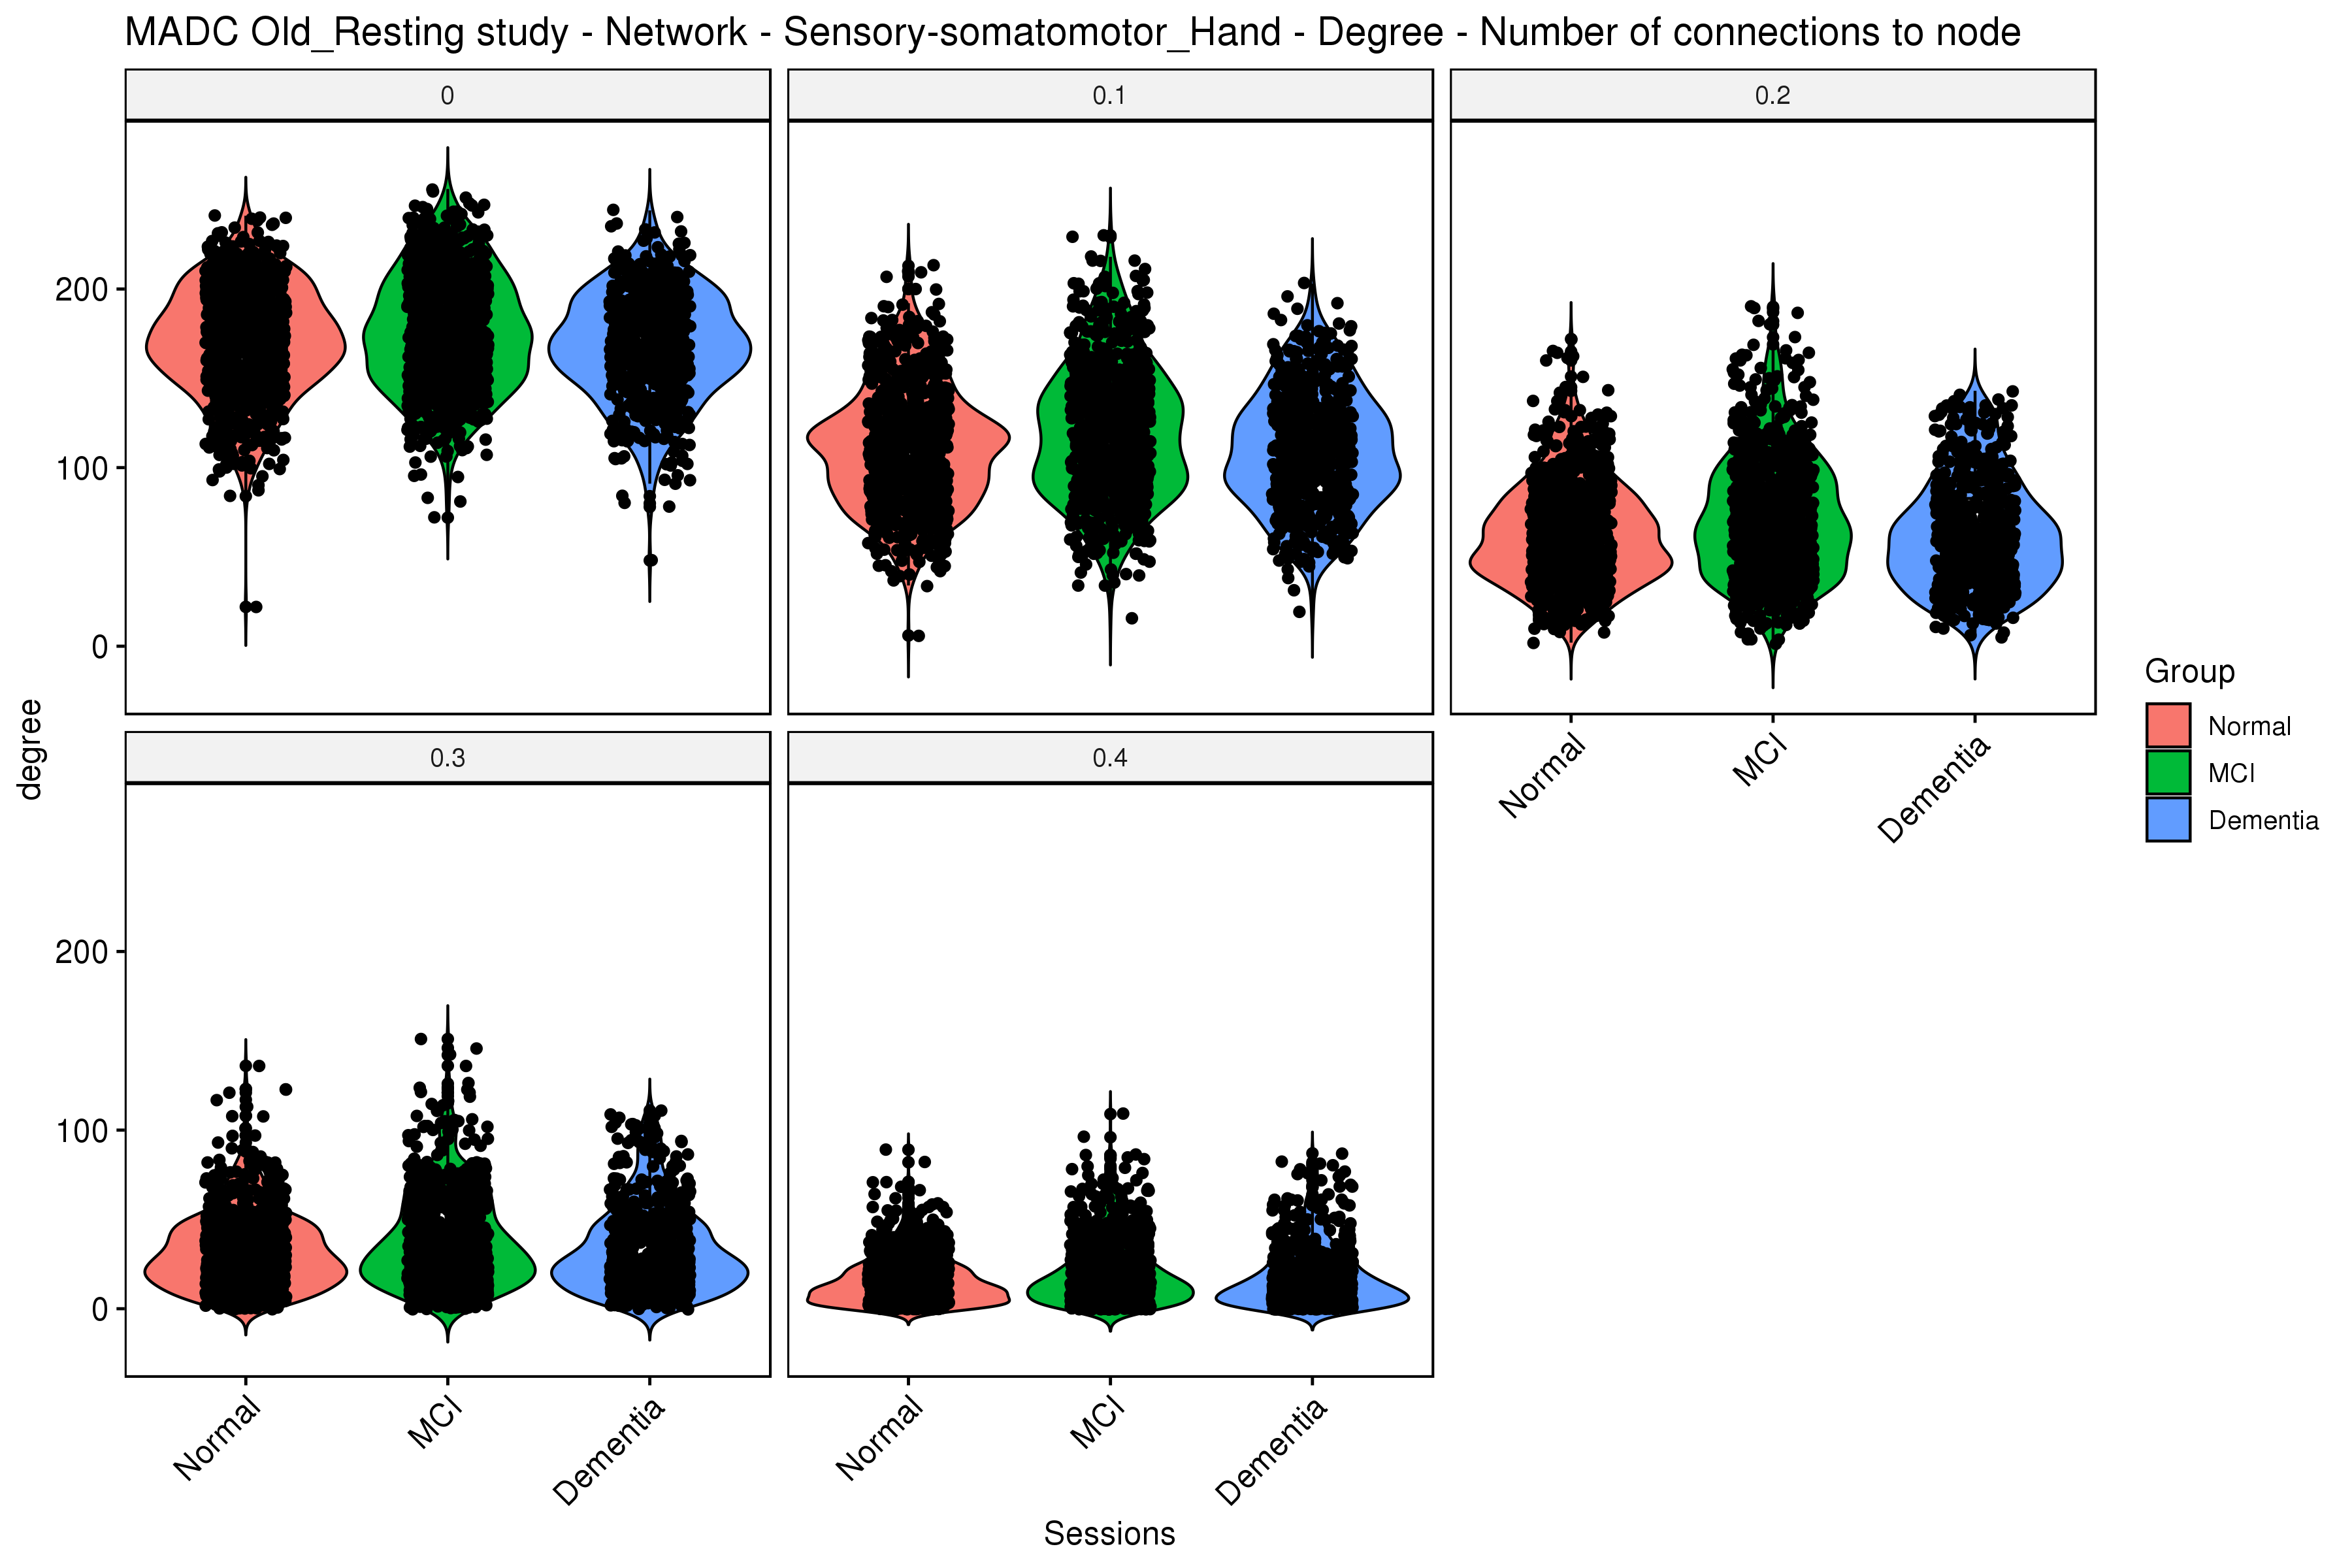 MADC Old_Resting study - Network - Sensory-somatomotor_Hand - Degree - Number of connections to node
0
0.1
0.2
200
100
0
degree
Normal
MCI
Dementia
Group
Normal
MCI
Dementia
0.3
0.4
200
100
0
Normal
MCI
Dementia
Normal
MCI
Dementia
Sessions